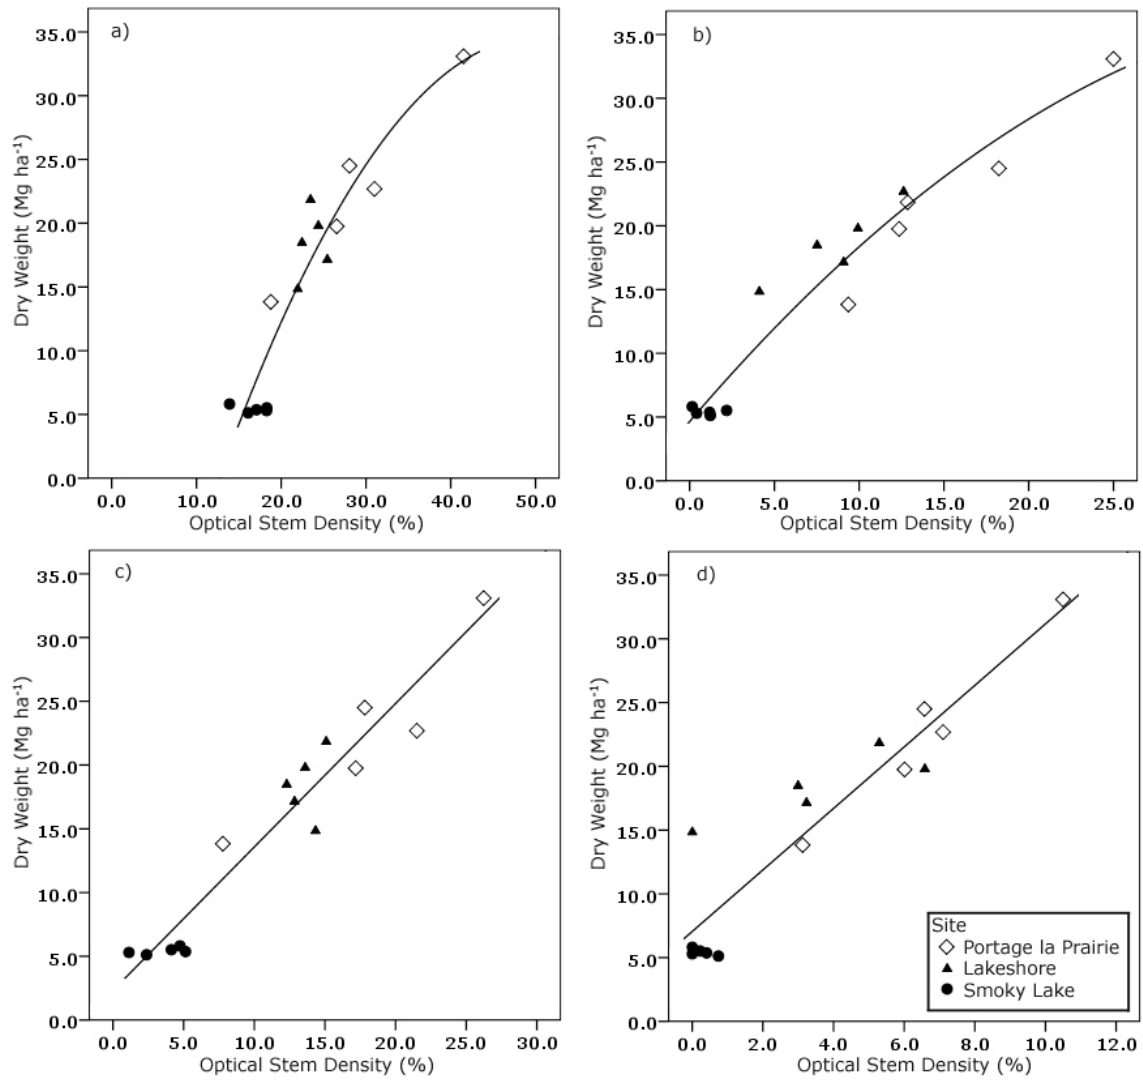 a)
35.0
30.0
25.0
20.0
15.0
10.0
5.0
0.0
Dry Weight (Mg ha⁻¹)
0.0 10.0 20.0 30.0 40.0 50.0
Optical Stem Density (%)
b)
35.0
30.0
25.0
20.0
15.0
10.0
5.0
0.0
Dry Weight (Mg ha⁻¹)
0.0 5.0 10.0 15.0 20.0 25.0
Optical Stem Density (%)
c)
35.0
30.0
25.0
20.0
15.0
10.0
5.0
0.0
Dry Weight (Mg ha⁻¹)
0.0 5.0 10.0 15.0 20.0 25.0 30.0
Optical Stem Density (%)
d)
35.0
30.0
25.0
20.0
15.0
10.0
5.0
0.0
Dry Weight (Mg ha⁻¹)
Site
Portage la Prairie
Lakeshore
Smoky Lake
0.0 2.0 4.0 6.0 8.0 10.0 12.0
Optical Stem Density (%)